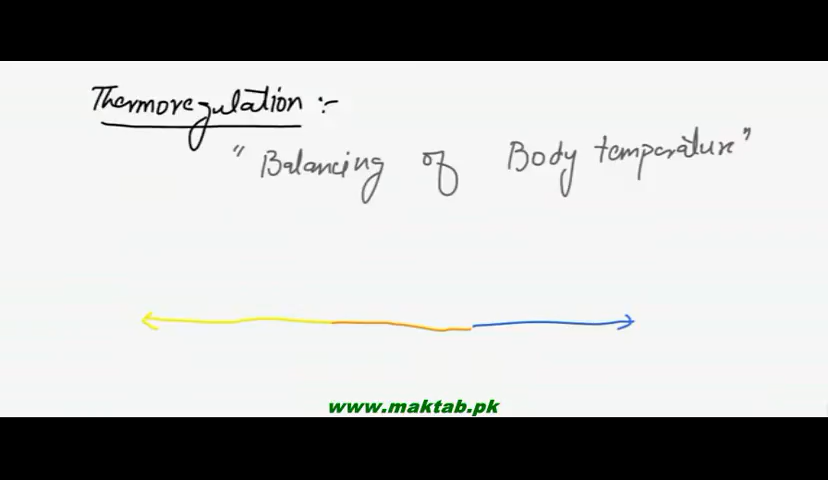 Thermoregulation :-
"Balancing of Body temperature"
www.maktab.pk